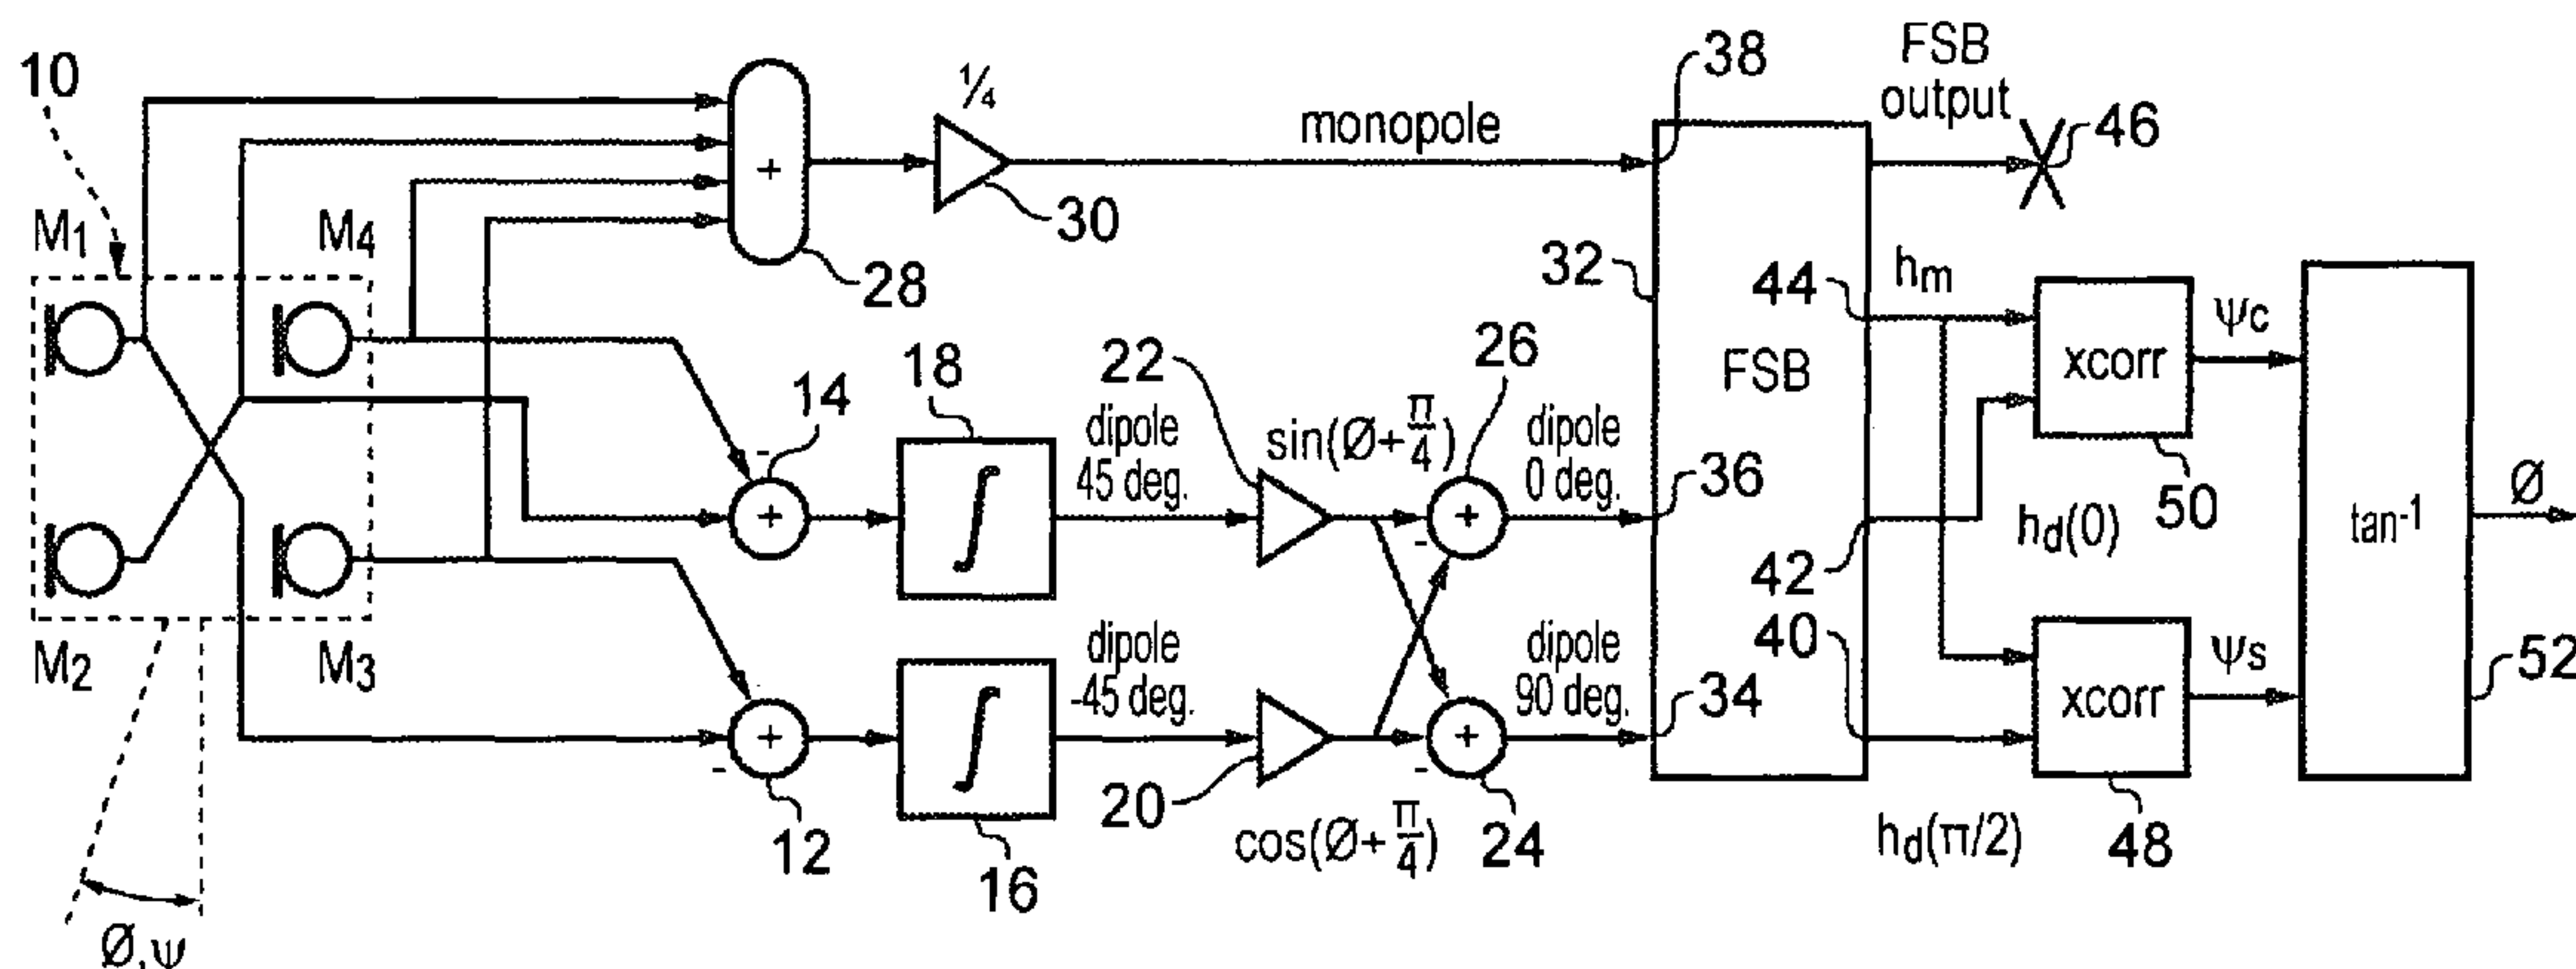 10
M1
M4
M2
M3
Ø,ψ
+
28
¼
30
monopole
38
FSB
output
46
32
FSB
-
14
+
18
∫
dipole
45 deg.
22
sin(Ø+π/4)
26
+
-
dipole
0 deg.
36
-
12
+
16
∫
dipole
-45 deg.
20
cos(Ø+π/4)
24
+
-
dipole
90 deg.
34
44
hm
42
hd(0)
40
hd(π/2)
xcorr
50
ψc
xcorr
48
ψs
tan-1
52
Ø